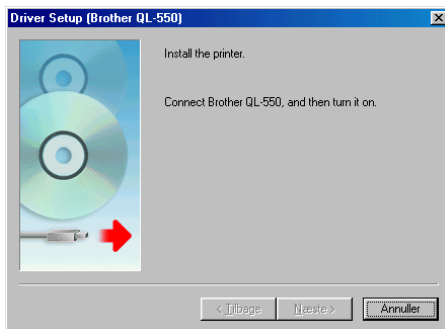 Driver Setup (Brother QL-550)
Install the printer.
Connect Brother QL-550, and then turn it on.
< Tilbage
Næste >
Annuller